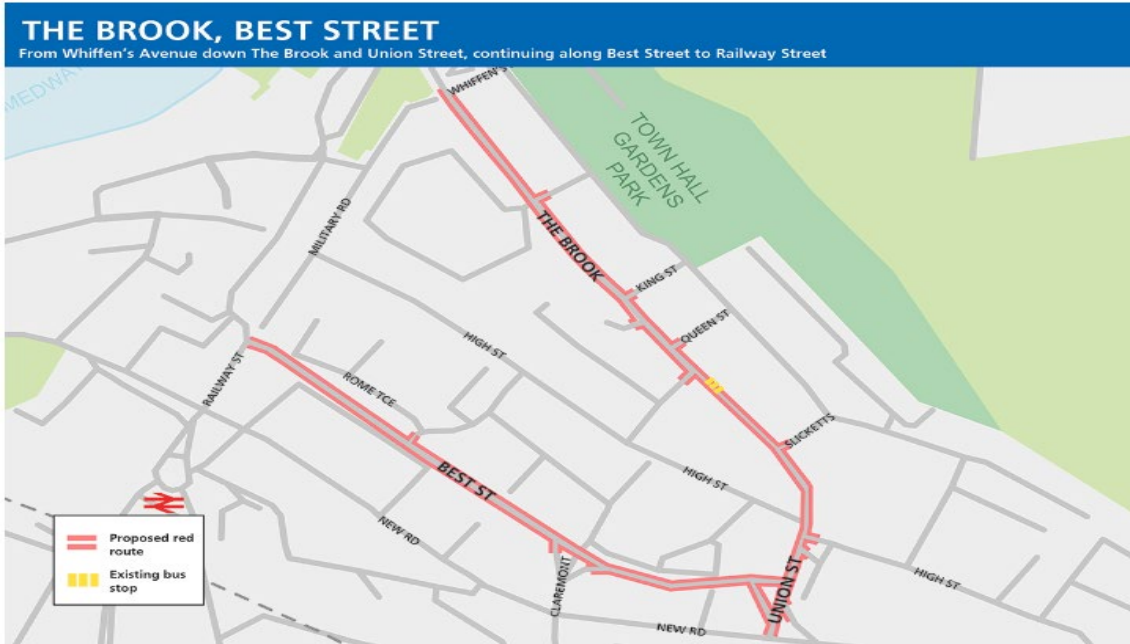 THE BROOK, BEST STREET
From Whiffen's Avenue down The Brook and Union Street, continuing along Best Street to Railway Street
MEDWAY
WHIFFEN'S
TOWN HALL
GARDENS
PARK
MILITARY RD
THE BROOK
KING ST
QUEEN ST
HIGH ST
RAILWAY ST
ROME TCE
SLICKETTS
BEST ST
HIGH ST
NEW RD
Proposed red
route
Existing bus
stop
CLAREMONT
UNION ST
HIGH ST
NEW RD